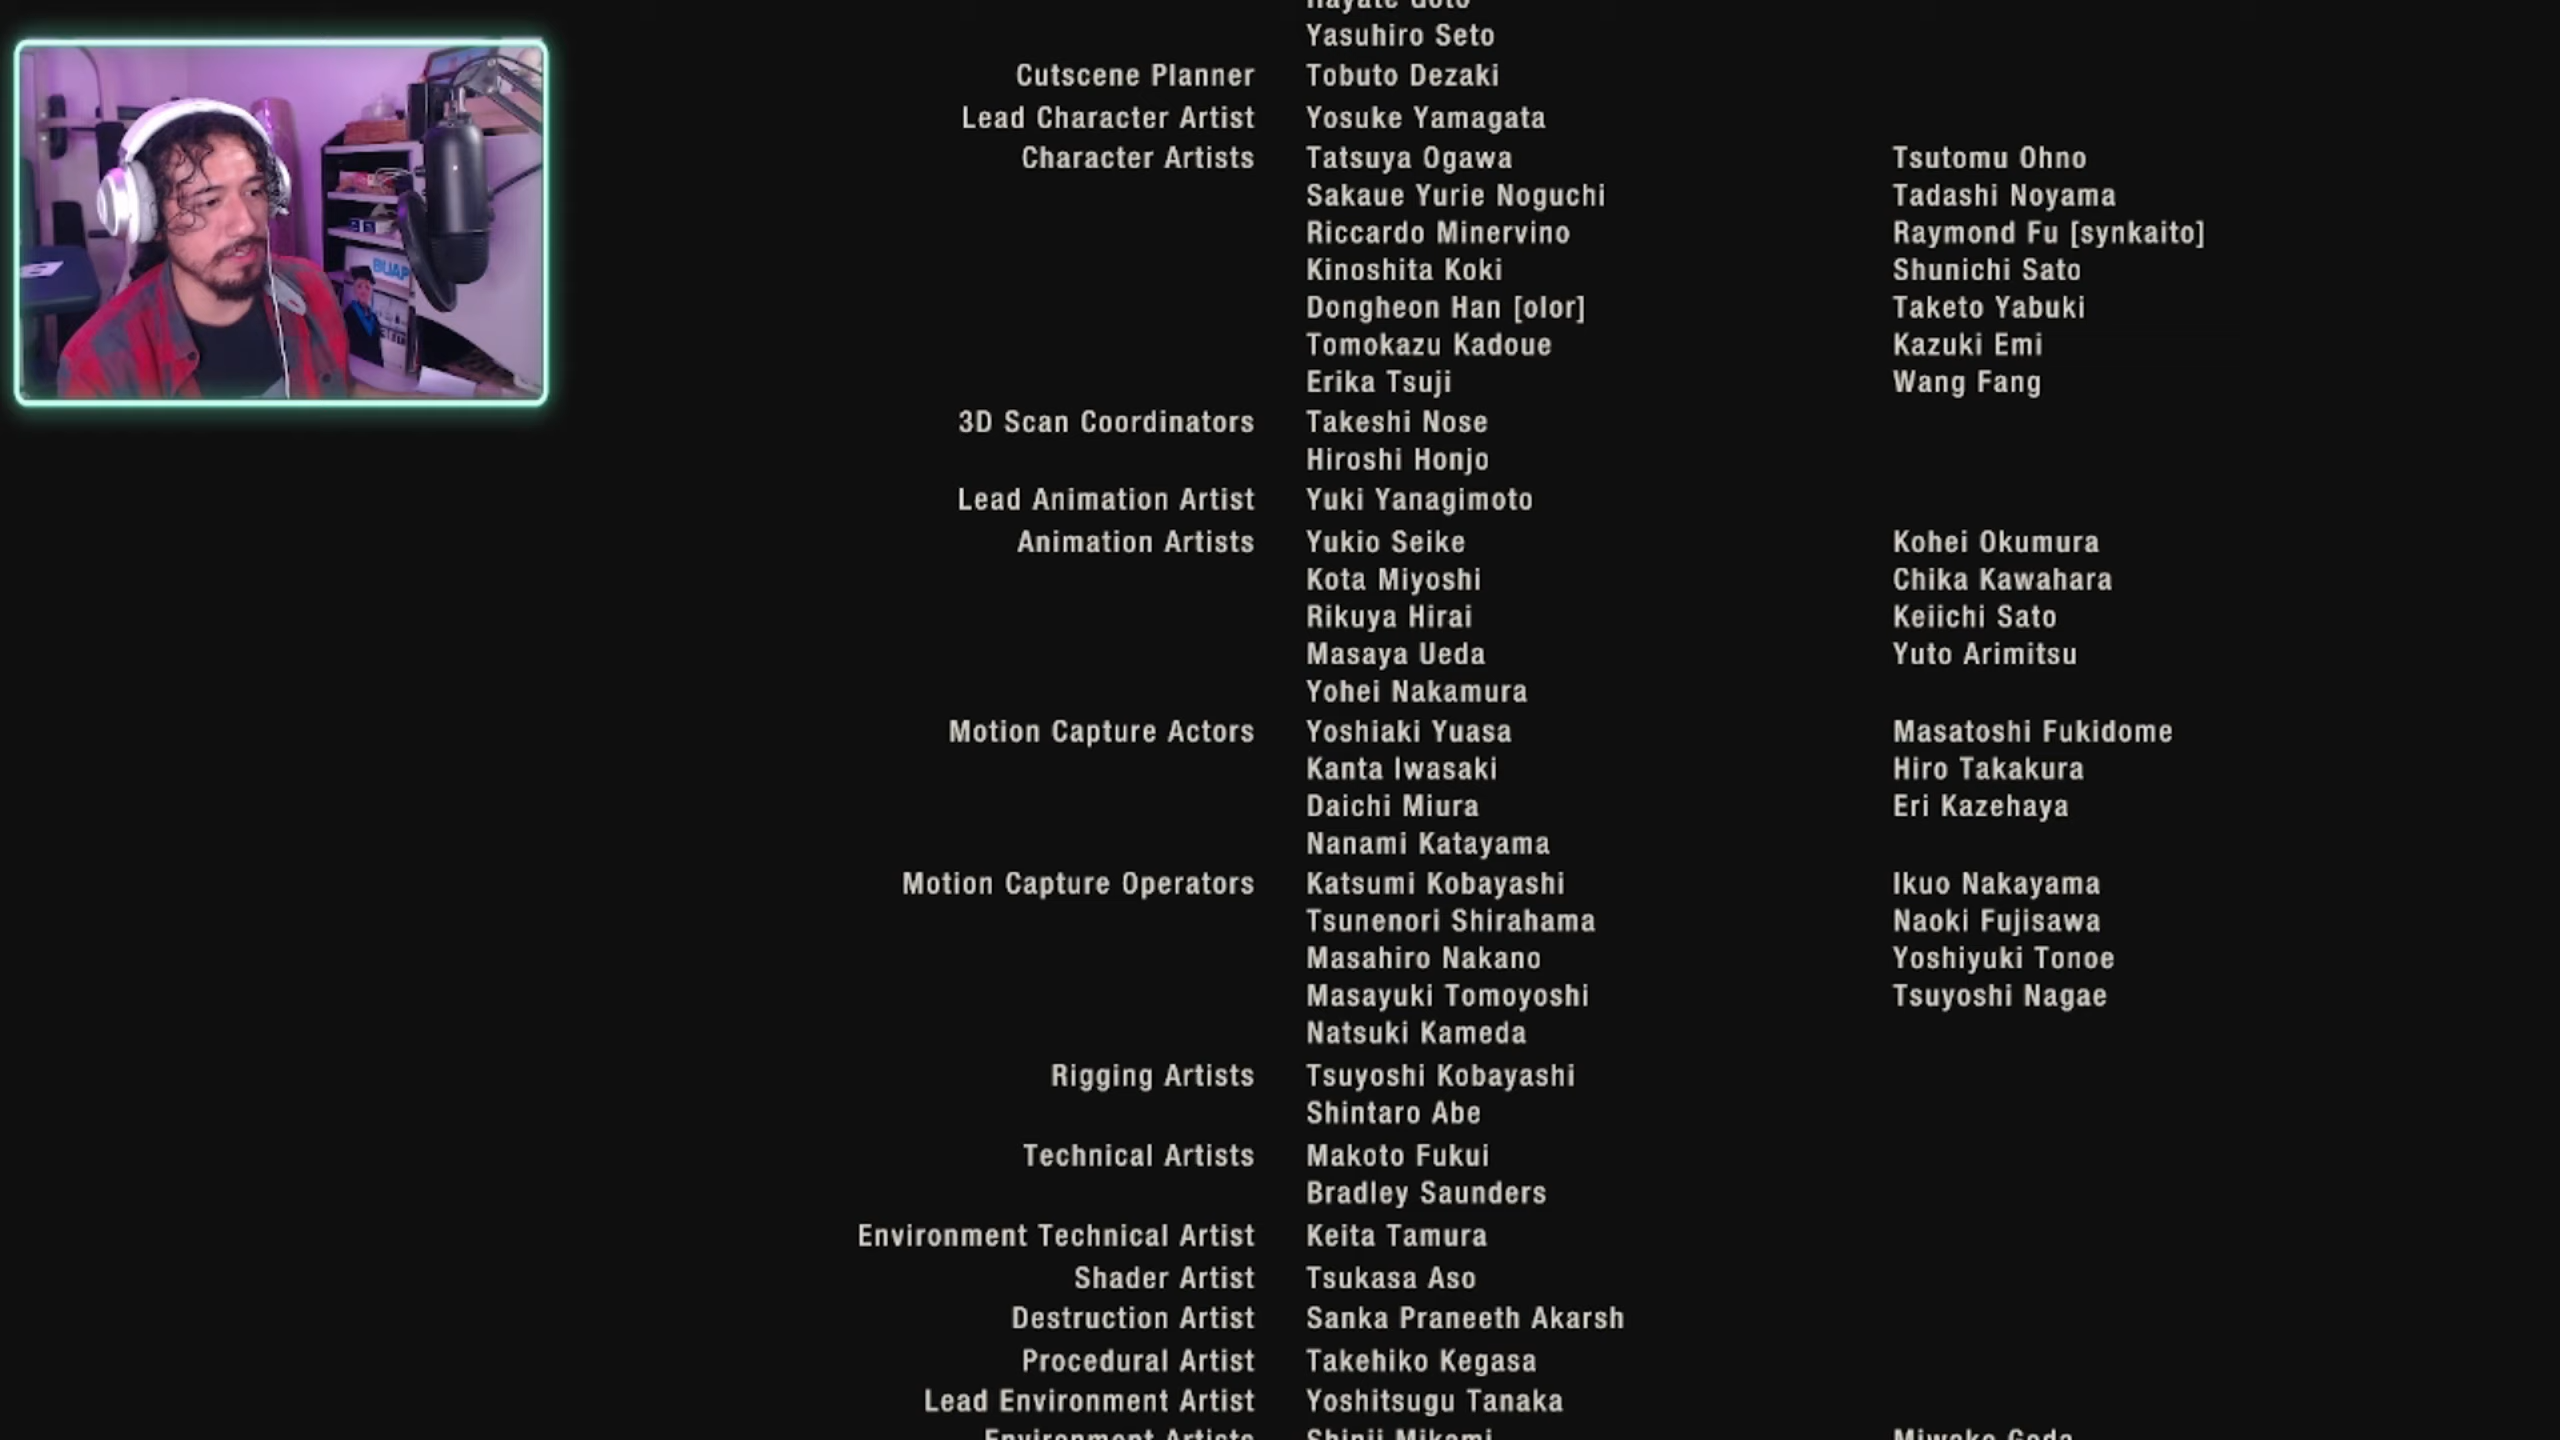 Hayate Goto
Yasuhiro Seto
Cutscene Planner Tobuto Dezaki
Lead Character Artist Yosuke Yamagata
Character Artists Tatsuya Ogawa Tsutomu Ohno
Sakaue Yurie Noguchi Tadashi Noyama
Riccardo Minervino Raymond Fu [synkaito]
Kinoshita Koki Shunichi Sato
Dongheon Han [olor] Taketo Yabuki
Tomokazu Kadoue Kazuki Emi
Erika Tsuji Wang Fang
3D Scan Coordinators Takeshi Nose
Hiroshi Honjo
Lead Animation Artist Yuki Yanagimoto
Animation Artists Yukio Seike Kohei Okumura
Kota Miyoshi Chika Kawahara
Rikuya Hirai Keiichi Sato
Masaya Ueda Yuto Arimitsu
Yohei Nakamura
Motion Capture Actors Yoshiaki Yuasa Masatoshi Fukidome
Kanta Iwasaki Hiro Takakura
Daichi Miura Eri Kazehaya
Nanami Katayama
Motion Capture Operators Katsumi Kobayashi Ikuo Nakayama
Tsunenori Shirahama Naoki Fujisawa
Masahiro Nakano Yoshiyuki Tonoe
Masayuki Tomoyoshi Tsuyoshi Nagae
Natsuki Kameda
Rigging Artists Tsuyoshi Kobayashi
Shintaro Abe
Technical Artists Makoto Fukui
Bradley Saunders
Environment Technical Artist Keita Tamura
Shader Artist Tsukasa Aso
Destruction Artist Sanka Praneeth Akarsh
Procedural Artist Takehiko Kegasa
Lead Environment Artist Yoshitsugu Tanaka
Environment Artists Shinji Mikami
BUAP